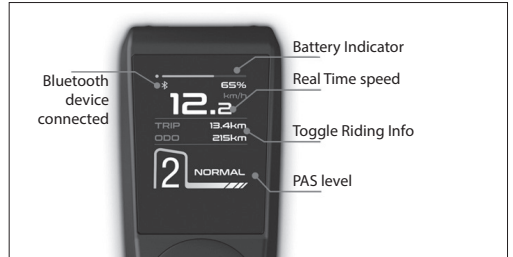 Battery Indicator
Bluetooth
device
connected
65%
Real Time speed
km/h
12.2
TRIP 13.4km
Toggle Riding Info
ODO 215km
2 NORMAL
PAS level